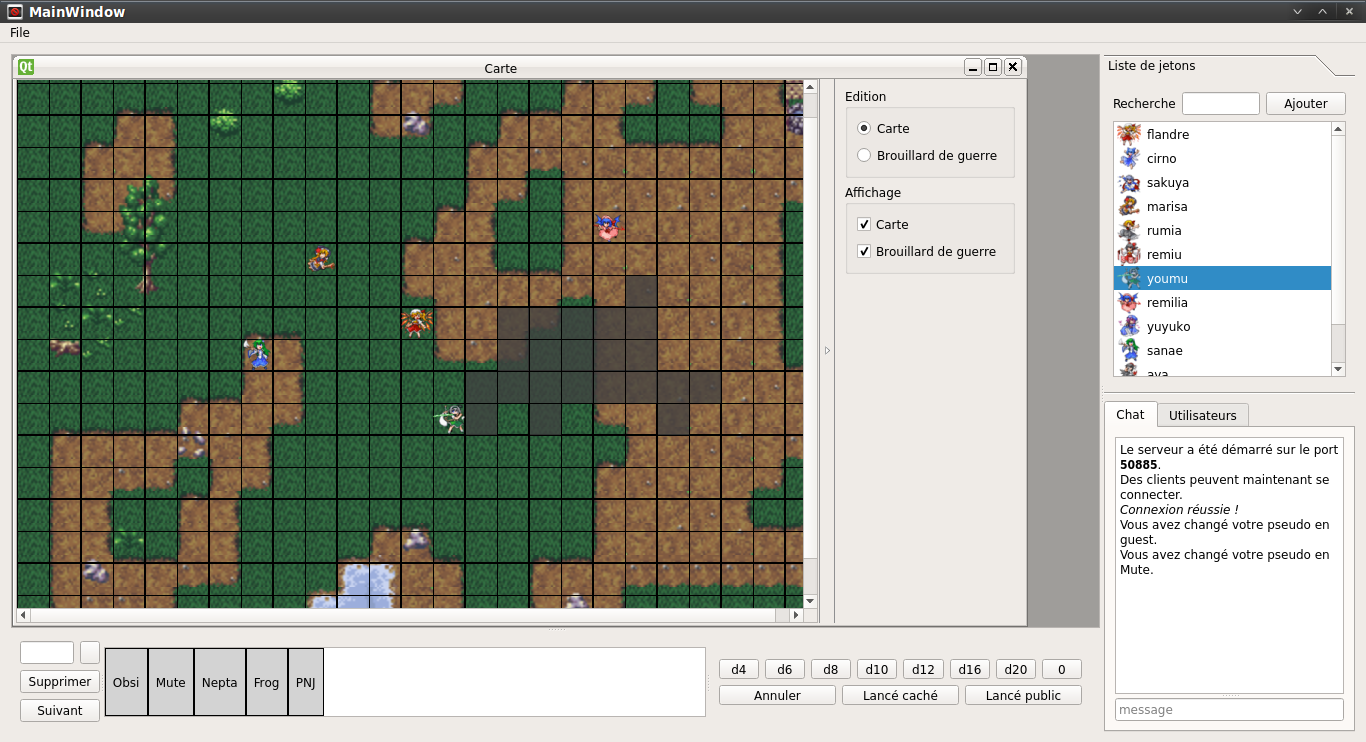 MainWindow
File
Qt
Carte
Edition
Carte
Brouillard de guerre
Affichage
Carte
Brouillard de guerre
Liste de jetons
Recherche
Ajouter
flandre
cirno
sakuya
marisa
rumia
remiu
youmu
remilia
yuyuko
sanae
aya
Chat
Utilisateurs
Le serveur a été démarré sur le port
50885.
Des clients peuvent maintenant se
connecter.
Connexion réussie !
Vous avez changé votre pseudo en
guest.
Vous avez changé votre pseudo en
Mute.
message
Supprimer
Suivant
Obsi
Mute
Nepta
Frog
PNJ
d4
d6
d8
d10
d12
d16
d20
0
Annuler
Lancé caché
Lancé public